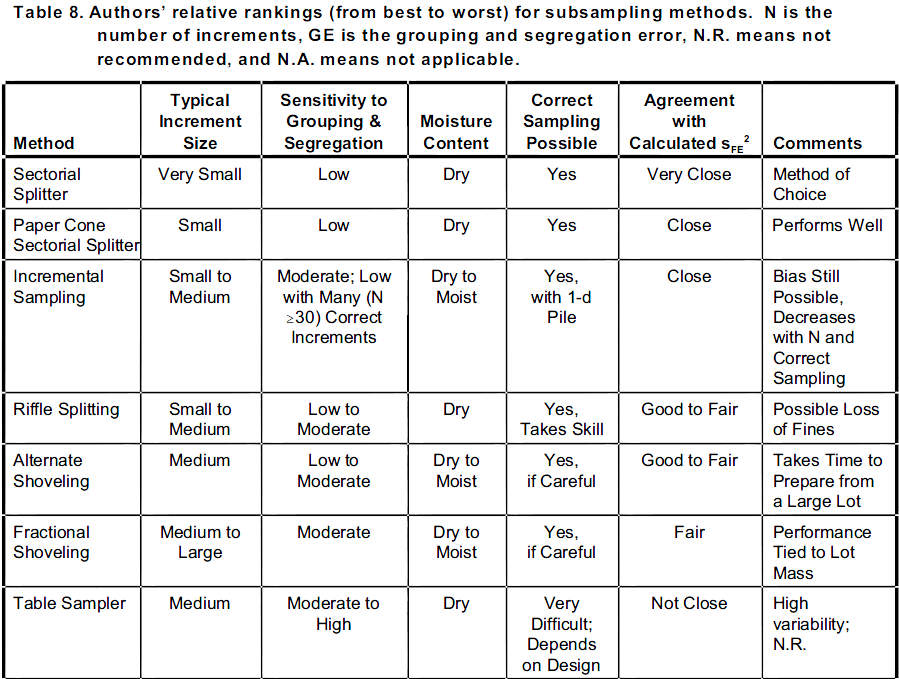 Table 8. Authors' relative rankings (from best to worst) for subsampling methods. N is the
number of increments, GE is the grouping and segregation error, N.R. means not
recommended, and N.A. means not applicable.
Method
Typical
Increment
Size
Sensitivity to
Grouping &
Segregation
Moisture
Content
Correct
Sampling
Possible
Agreement
with
Calculated sFE²
Comments
Sectorial
Splitter
Very Small
Low
Dry
Yes
Very Close
Method of
Choice
Paper Cone
Sectorial Splitter
Small
Low
Dry
Yes
Close
Performs Well
Incremental
Sampling
Small to
Medium
Moderate; Low
with Many (N
≥30) Correct
Increments
Dry to
Moist
Yes,
with 1-d
Pile
Close
Bias Still
Possible,
Decreases
with N and
Correct
Sampling
Riffle Splitting
Small to
Medium
Low to
Moderate
Dry
Yes,
Takes Skill
Good to Fair
Possible Loss
of Fines
Alternate
Shoveling
Medium
Low to
Moderate
Dry to
Moist
Yes,
if Careful
Good to Fair
Takes Time to
Prepare from
a Large Lot
Fractional
Shoveling
Medium to
Large
Moderate
Dry to
Moist
Yes,
if Careful
Fair
Performance
Tied to Lot
Mass
Table Sampler
Medium
Moderate to
High
Dry
Very
Difficult;
Depends
on Design
Not Close
High
variability;
N.R.